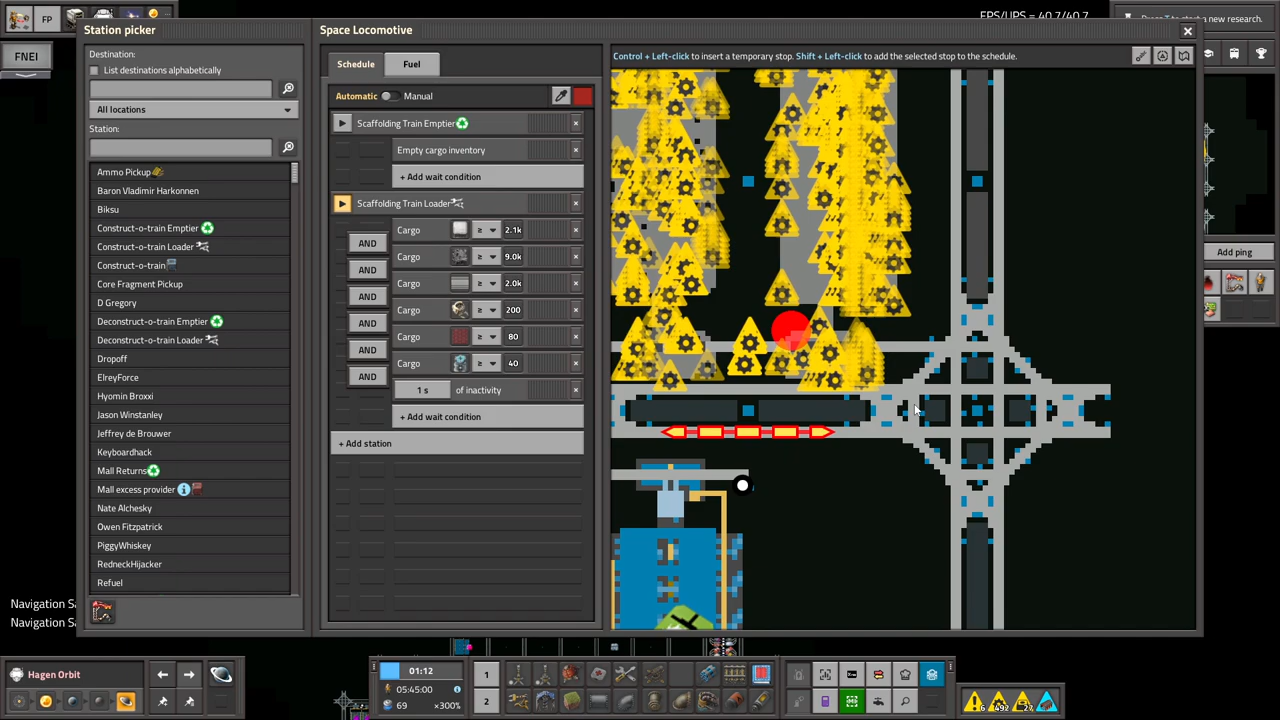 FP
FNEI
FPS/UPS = 40.7/40.7
to start a new research.
Station picker
Destination:
List destinations alphabetically
All locations
Station:
Ammo Pickup
Baron Vladimir Harkonnen
Biksu
Construct-o-train Emptier
Construct-o-train Loader
Construct-o-train
Core Fragment Pickup
D Gregory
Deconstruct-o-train Emptier
Deconstruct-o-train Loader
Dropoff
ElreyForce
Hyomin Broxxi
Jason Winstanley
Jeffrey de Brouwer
Keyboardhack
Mall Returns
Mall excess provider
Nate Alchesky
Owen Fitzpatrick
PiggyWhiskey
RedneckHijacker
Refuel
Space Locomotive
Schedule
Fuel
Automatic
Manual
Scaffolding Train Emptier
Empty cargo inventory
+ Add wait condition
Scaffolding Train Loader
Cargo ≥ 2.1k
AND
Cargo ≥ 9.0k
AND
Cargo ≥ 2.0k
AND
Cargo ≥ 200
AND
Cargo ≥ 80
AND
Cargo ≥ 40
AND
1 s of inactivity
+ Add wait condition
+ Add station
Control + Left-click to insert a temporary stop. Shift + Left-click to add the selected stop to the schedule.
Add ping
Navigation Sa
Navigation Sa
Hagen Orbit
01:12
05:45:00
69 ×300%
1
2
6
492
27